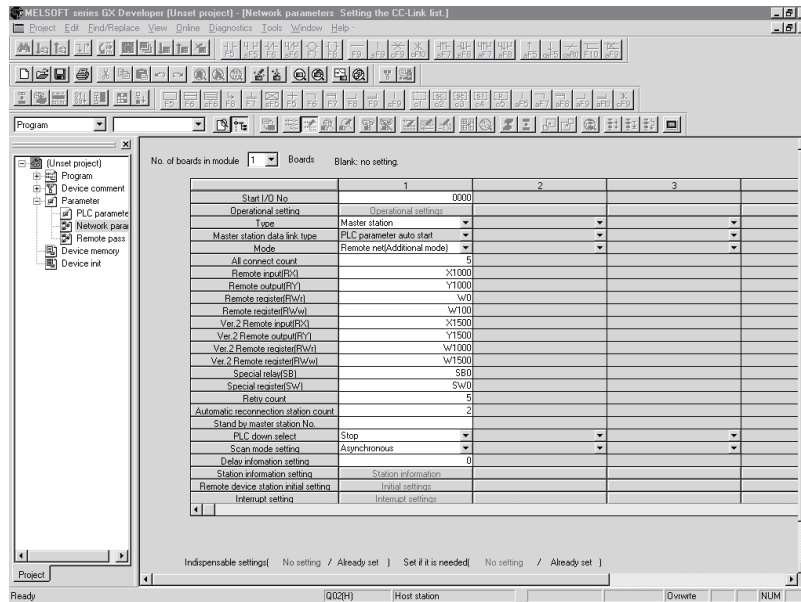 MELSOFT series GX Developer (Unset project) - [Network parameters Setting the CC-Link list.]
Project Edit Find/Replace View Online Diagnostics Tools Window Help
Program
(Unset project)
Program
Device comment
Parameter
PLC paramete
Network parar
Remote pass
Device memory
Device init
Project
No. of boards in module 1 Boards Blank: no setting.
1 2 3
Start I/O No 0000
Operational setting Operational settings
Type Master station
Master station data link type PLC parameter auto start
Mode Remote net(Additional mode)
All connect count 5
Remote input(RX) X1000
Remote output(RY) Y1000
Remote register(RWr) W0
Remote register(RWw) W100
Ver.2 Remote input(RX) X1500
Ver.2 Remote output(RY) Y1500
Ver.2 Remote register(RWr) W1000
Ver.2 Remote register(RWw) W1500
Special relay(SB) SB0
Special register(SW) SW0
Retry count 5
Automatic reconnection station count 2
Stand by master station No.
PLC down select Stop
Scan mode setting Asynchronous
Delay infomation setting 0
Station information setting Station information
Remote device station initial setting Initial settings
Interrupt setting Interrupt settings
Indispensable settings( No setting / Already set ) Set if it is needed( No setting / Already set )
Ready Q02(H) Host station Ovrwrte NUM